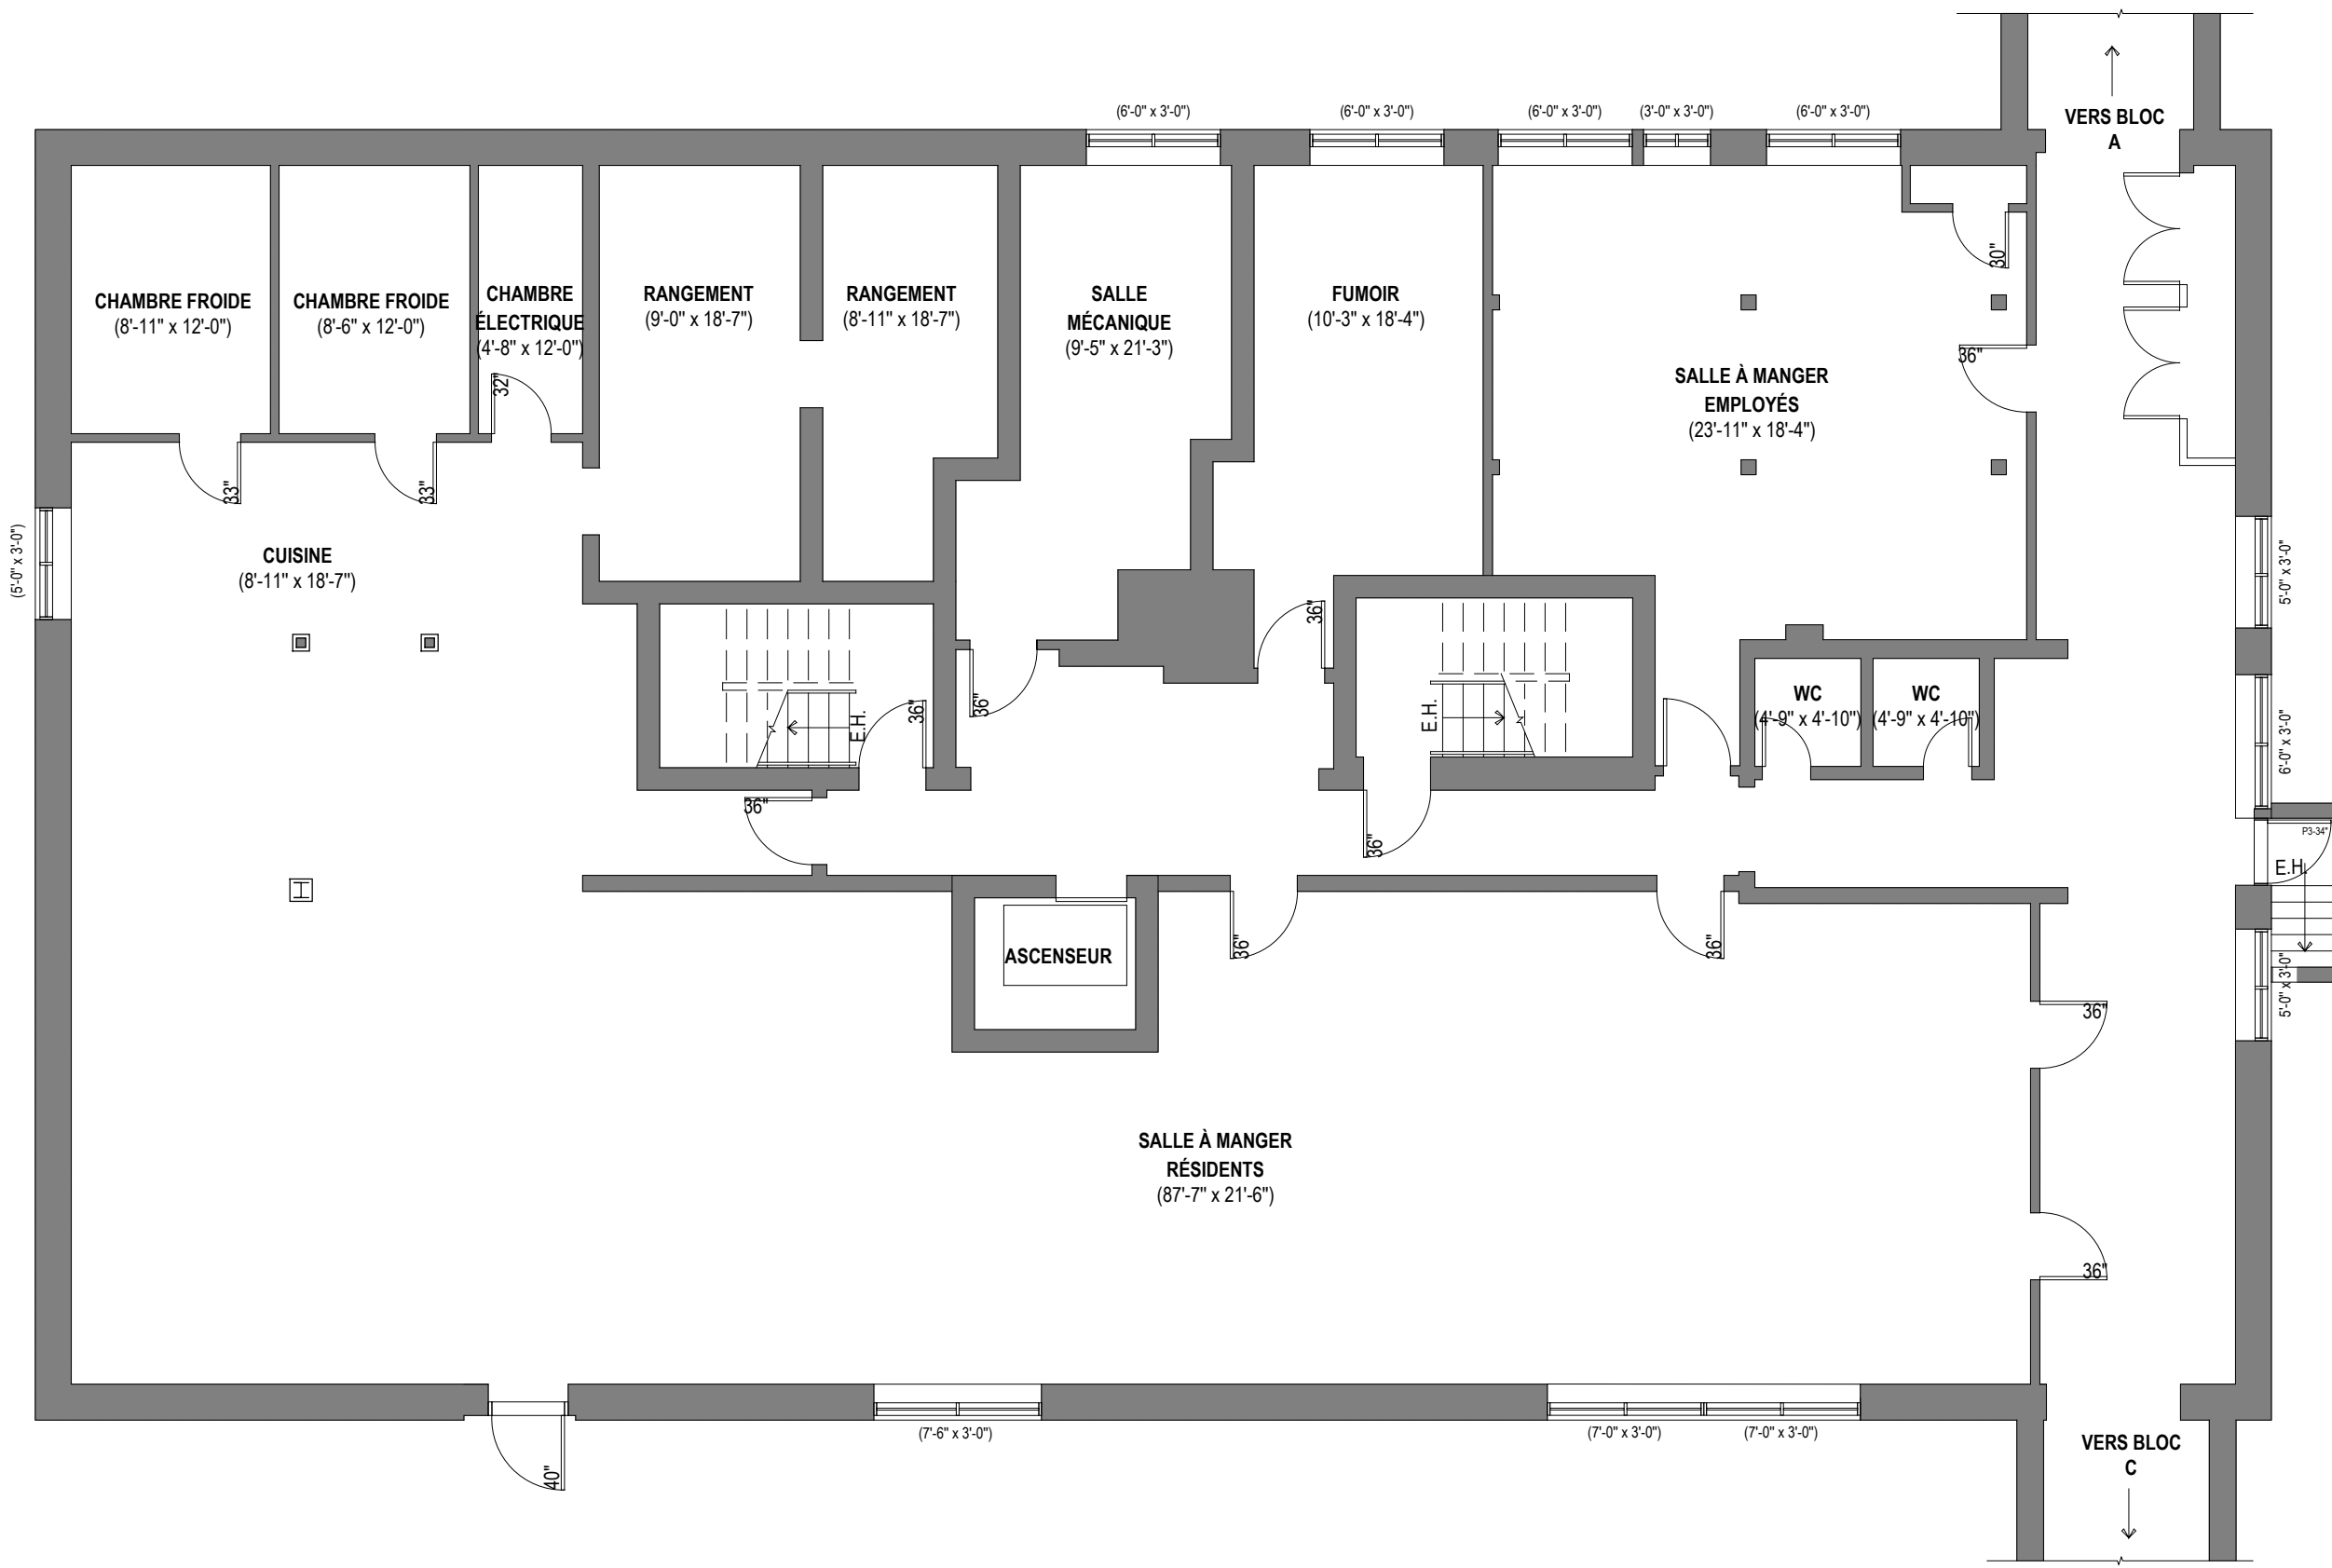 (6'-0" x 3'-0")
(6'-0" x 3'-0")
(6'-0" x 3'-0")
(3'-0" x 3'-0")
(6'-0" x 3'-0")
VERS BLOC
A
CHAMBRE FROIDE
(8'-11" x 12'-0")
CHAMBRE FROIDE
(8'-6" x 12'-0")
CHAMBRE
ÉLECTRIQUE
(4'-8" x 12'-0")
32"
RANGEMENT
(9'-0" x 18'-7")
RANGEMENT
(8'-11" x 18'-7")
SALLE
MÉCANIQUE
(9'-5" x 21'-3")
FUMOIR
(10'-3" x 18'-4")
30"
36"
SALLE À MANGER
EMPLOYÉS
(23'-11" x 18'-4")
33"
33"
(5'-0" x 3'-0")
CUISINE
(8'-11" x 18'-7")
5'-0" x 3'-0"
36"
36"
36"
E.H.
E.H.
WC
(4'-9" x 4'-10")
WC
(4'-9" x 4'-10")
6'-0" x 3'-0"
36"
36"
P3-34"
E.H.
ASCENSEUR
36"
36"
5'-0" x 3'-0"
36"
SALLE À MANGER
RÉSIDENTS
(87'-7" x 21'-6")
36"
(7'-6" x 3'-0")
(7'-0" x 3'-0")
(7'-0" x 3'-0")
40"
VERS BLOC
C